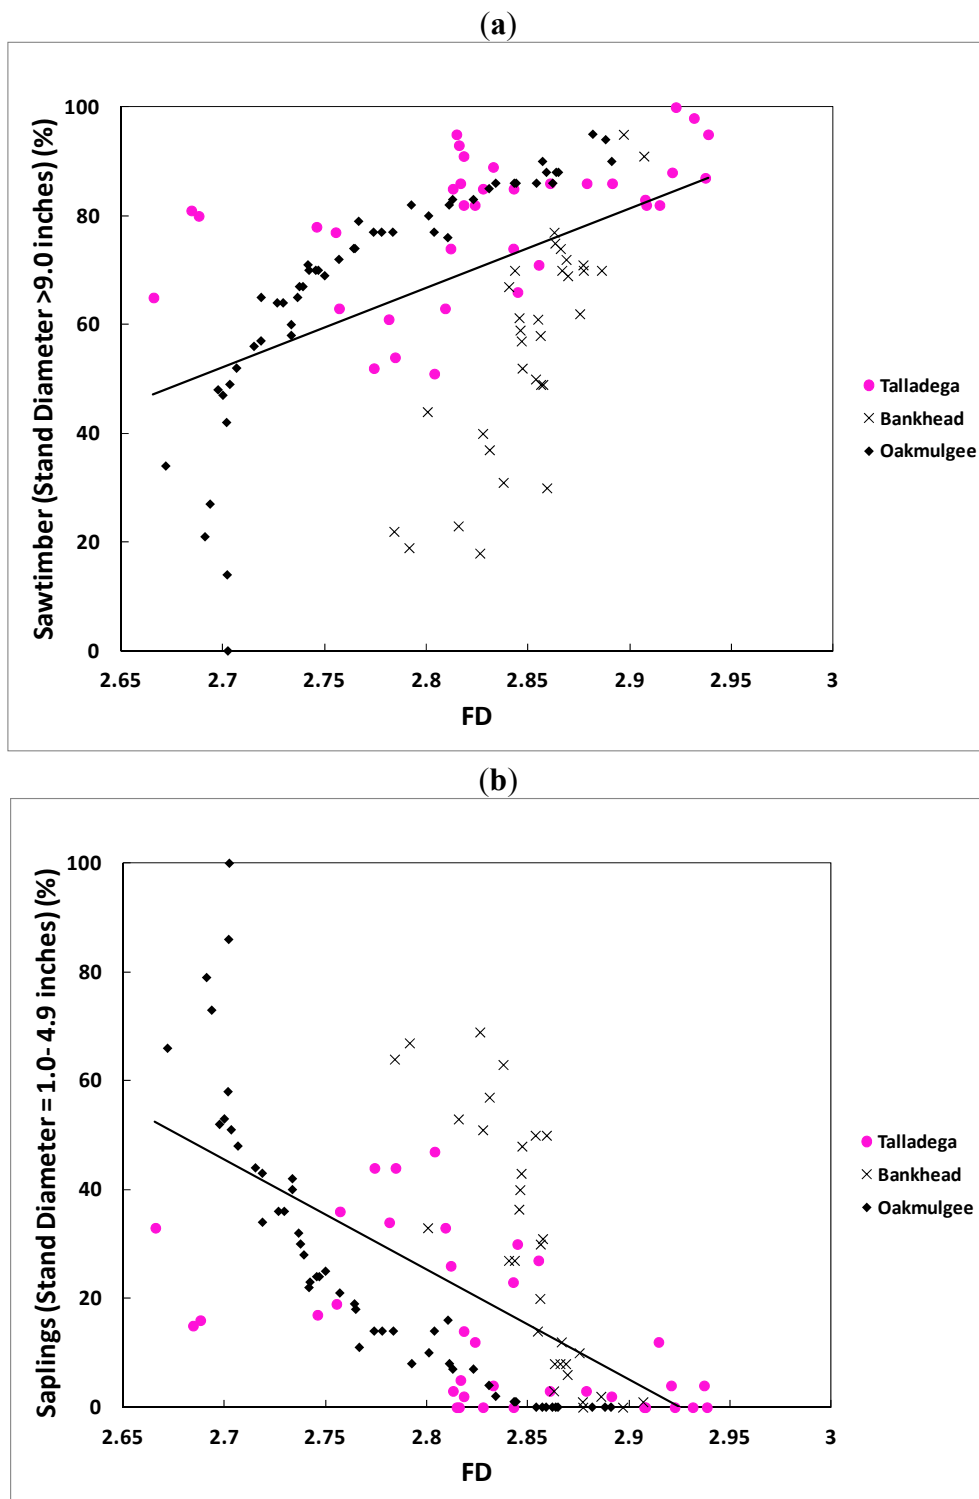 (a)
Sawtimber (Stand Diameter >9.0 inches) (%)
100
80
60
40
20
0
2.65 2.7 2.75 2.8 2.85 2.9 2.95 3
FD
Talladega
Bankhead
Oakmulgee
(b)
Saplings (Stand Diameter = 1.0- 4.9 inches) (%)
100
80
60
40
20
0
2.65 2.7 2.75 2.8 2.85 2.9 2.95 3
FD
Talladega
Bankhead
Oakmulgee